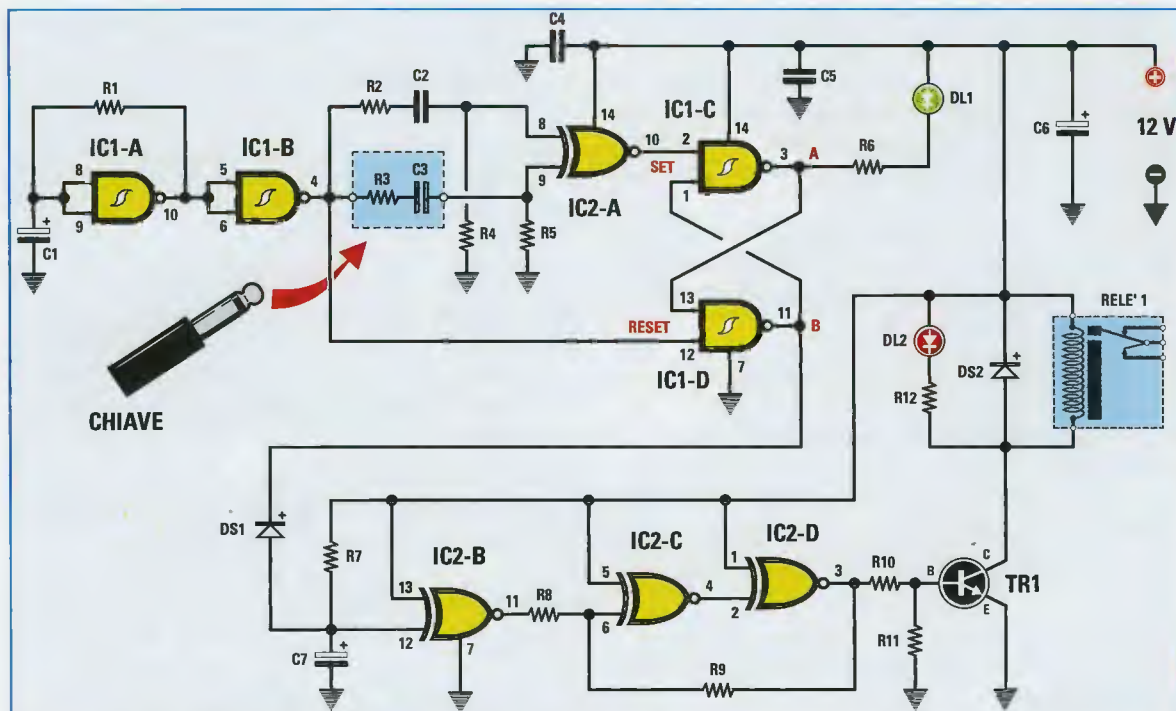 C4
R1
R2
C2
C5
DL1
IC1-A
IC1-B
IC1-C
C6
12 V
8
9
10
5
6
4
R3
C3
8
14
10
9
SET
2
14
3
A
1
R6
IC2-A
C1
R4
R5
CHIAVE
RESET
13
12
11
B
7
IC1-D
DL2
R12
DS2
RELE' 1
DS1
R7
IC2-B
IC2-C
IC2-D
13
12
11
7
R8
5
6
4
1
2
3
R10
B
C
E
TR1
R11
C7
R9